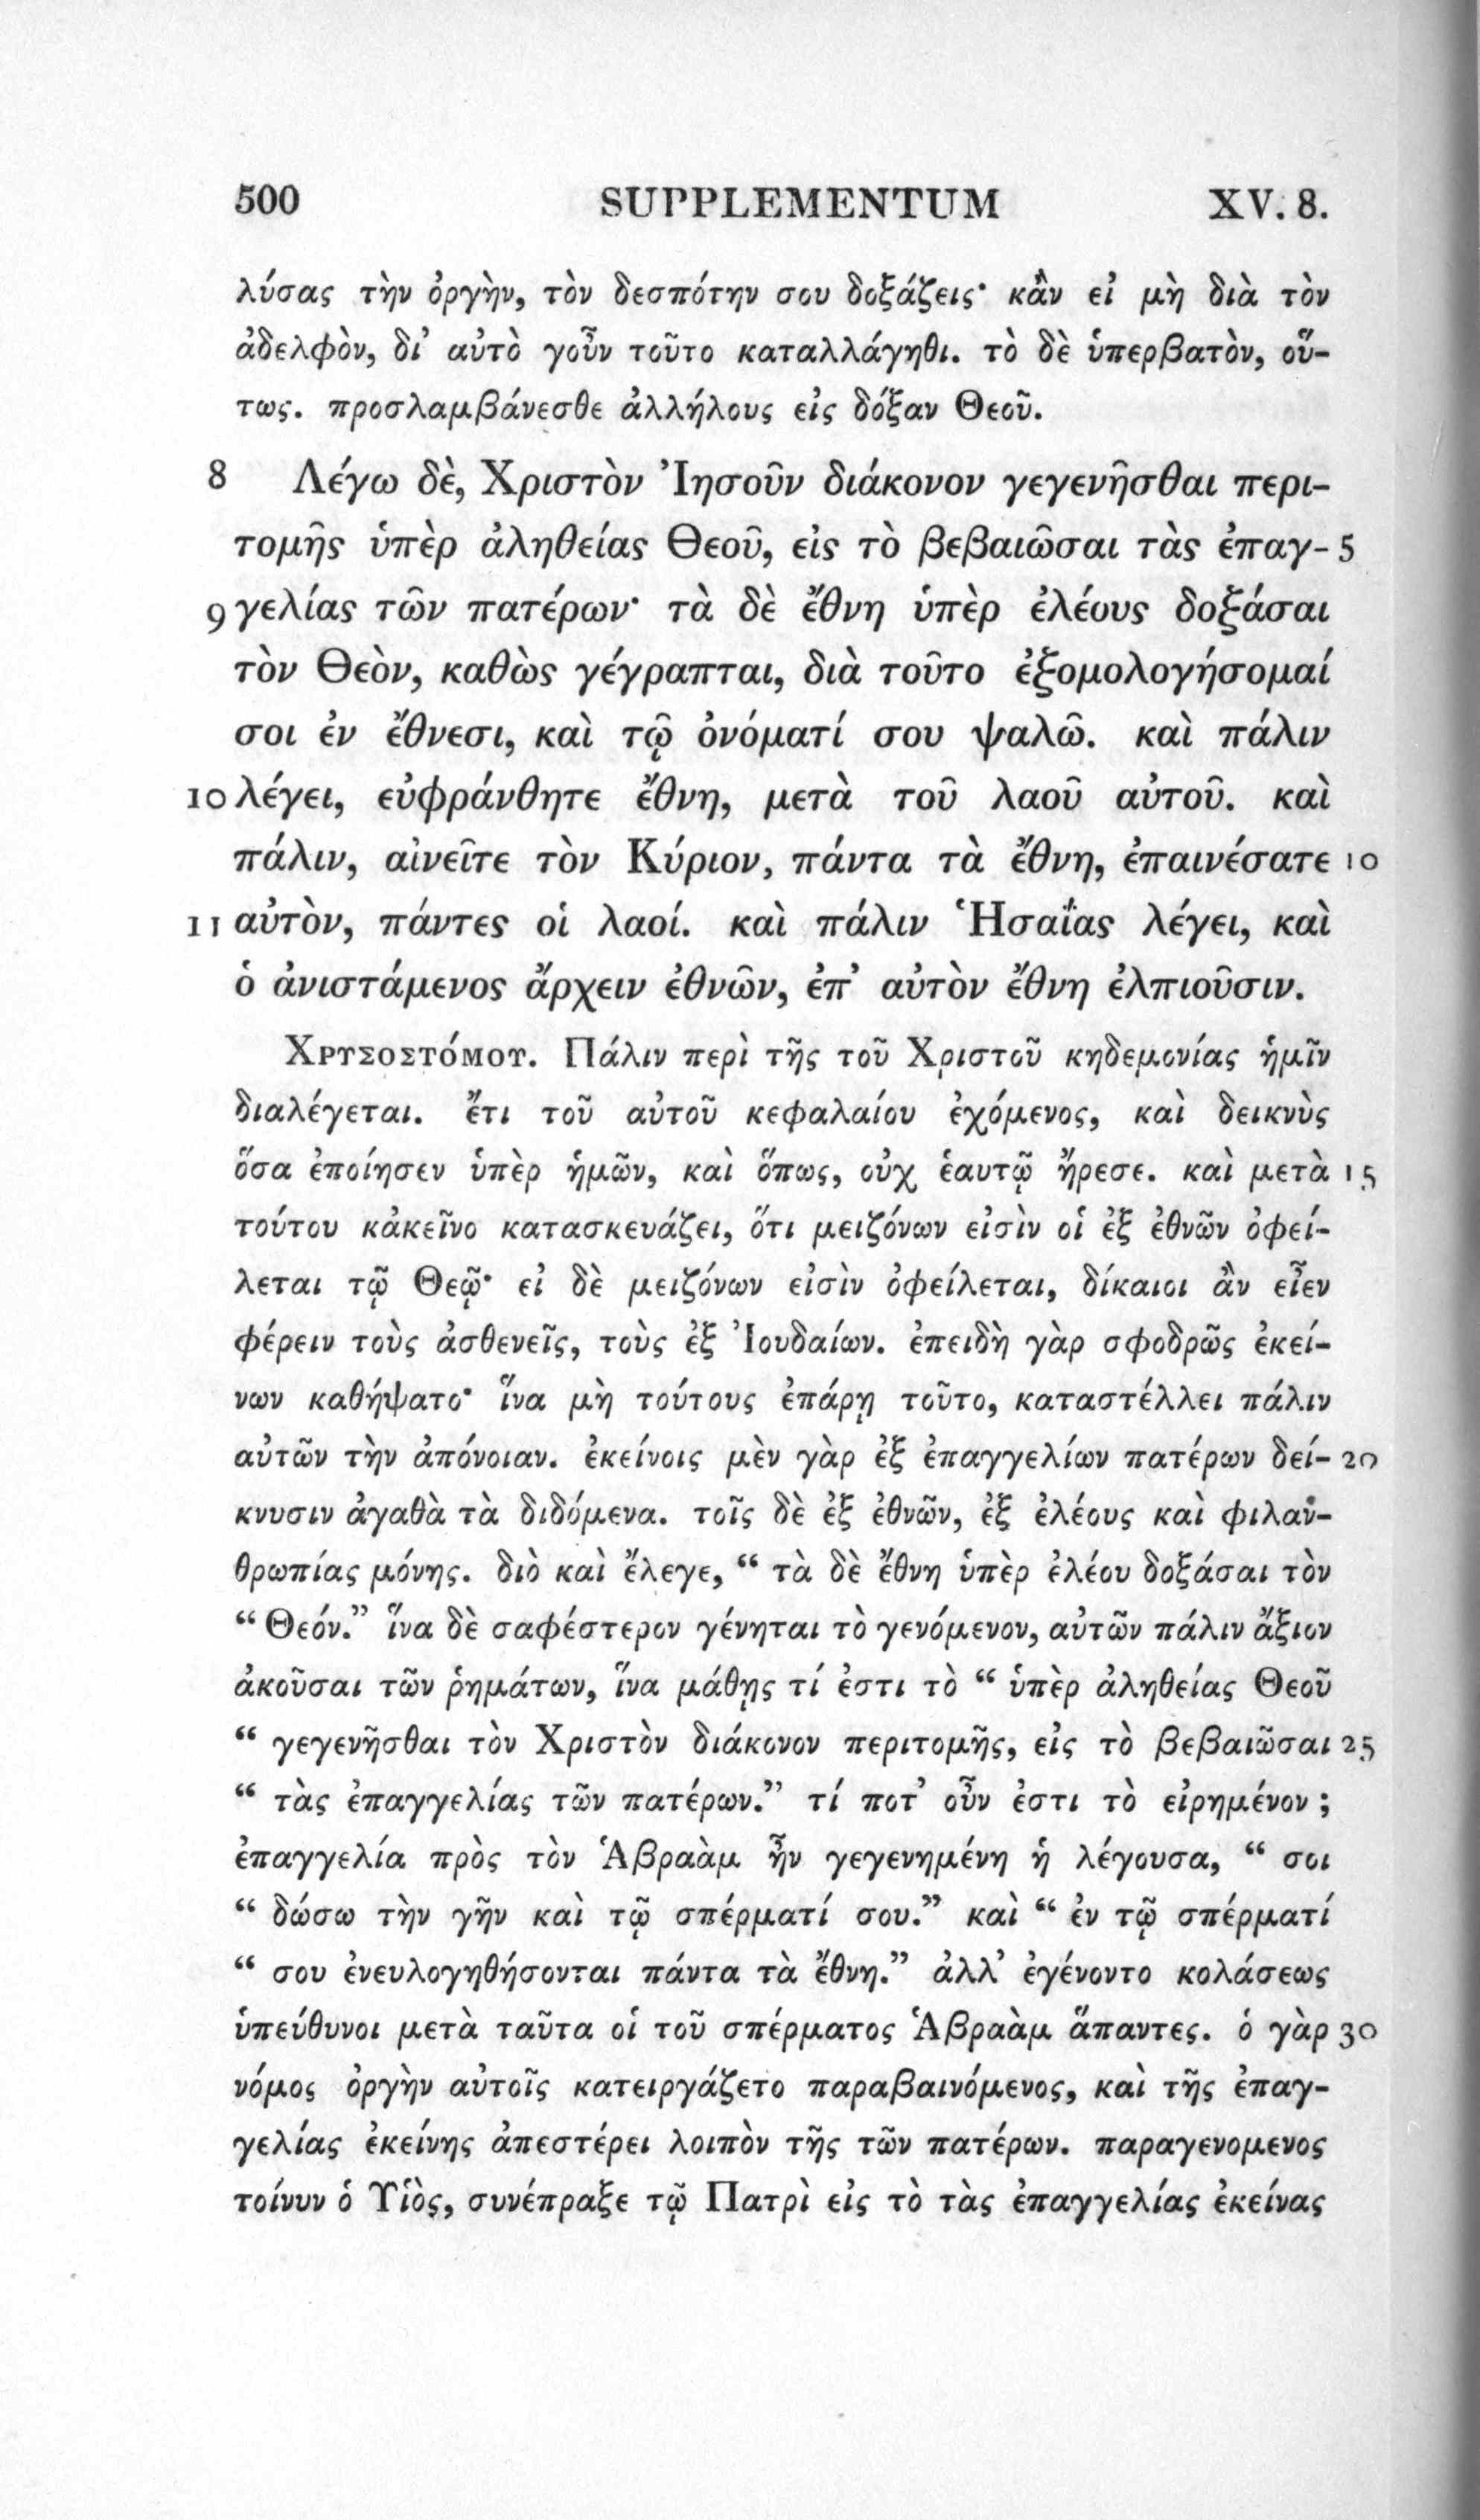 500 SUPPLEMENTUM XV. 8.
λύσας τὴν ὀργὴν, τὸν δεσπότην σου δοξάζεις· κἂν εἰ μὴ διὰ τὸν
ἀδελφὸν, δι’ αὐτὸ γοῦν τοῦτο καταλλάγηθι. τὸ δὲ ὑπερβατὸν, οὕ-
τως. προσλαμβάνεσθε ἀλλήλους εἰς δόξαν Θεοῦ.
8 Λέγω δὲ, Χριστὸν Ἰησοῦν διάκονον γεγενῆσθαι περι-
τομῆς ὑπὲρ ἀληθείας Θεοῦ, εἰς τὸ βεβαιῶσαι τὰς ἐπαγ- 5
9 γελίας τῶν πατέρων· τὰ δὲ ἔθνη ὑπὲρ ἐλέους δοξάσαι
τὸν Θεὸν, καθὼς γέγραπται, διὰ τοῦτο ἐξομολογήσομαί
σοι ἐν ἔθνεσι, καὶ τῷ ὀνόματί σου ψαλῶ. καὶ πάλιν
10 λέγει, εὐφράνθητε ἔθνη, μετὰ τοῦ λαοῦ αὐτοῦ. καὶ
πάλιν, αἰνεῖτε τὸν Κύριον, πάντα τὰ ἔθνη, ἐπαινέσατε 10
11 αὐτὸν, πάντες οἱ λαοί. καὶ πάλιν Ἡσαΐας λέγει, καὶ
ὁ ἀνιστάμενος ἄρχειν ἐθνῶν, ἐπ’ αὐτὸν ἔθνη ἐλπιοῦσιν.
Χρυσοστόμου. Πάλιν περὶ τῆς τοῦ Χριστοῦ κηδεμονίας ἡμῖν
διαλέγεται. ἔτι τοῦ αὐτοῦ κεφαλαίου ἐχόμενος, καὶ δεικνὺς
ὅσα ἐποίησεν ὑπὲρ ἡμῶν, καὶ ὅπως, οὐχ ἑαυτῷ ἤρεσε. καὶ μετὰ 15
τούτου κἀκεῖνο κατασκευάζει, ὅτι μειζόνων εἰσὶν οἱ ἐξ ἐθνῶν ὀφεί-
λεται τῷ Θεῷ· εἰ δὲ μειζόνων εἰσὶν ὀφείλεται, δίκαιοι ἂν εἶεν
φέρειν τοὺς ἀσθενεῖς, τοὺς ἐξ Ἰουδαίων. ἐπειδὴ γὰρ σφοδρῶς ἐκεί-
νων καθήψατο· ἵνα μὴ τούτους ἐπάρῃ τοῦτο, καταστέλλει πάλιν
αὐτῶν τὴν ἀπόνοιαν. ἐκείνοις μὲν γὰρ ἐξ ἐπαγγελίων πατέρων δεί- 20
κνυσιν ἀγαθὰ τὰ διδόμενα. τοῖς δὲ ἐξ ἐθνῶν, ἐξ ἐλέους καὶ φιλαν-
θρωπίας μόνης. διὸ καὶ ἔλεγε, “ τὰ δὲ ἔθνη ὑπὲρ ἐλέου δοξάσαι τὸν
“ Θεόν.” ἵνα δὲ σαφέστερον γένηται τὸ γενόμενον, αὐτῶν πάλιν ἄξιον
ἀκοῦσαι τῶν ῥημάτων, ἵνα μάθῃς τί ἐστι τὸ “ ὑπὲρ ἀληθείας Θεοῦ
“ γεγενῆσθαι τὸν Χριστὸν διάκονον περιτομῆς, εἰς τὸ βεβαιῶσαι 25
“ τὰς ἐπαγγελίας τῶν πατέρων.” τί ποτ’ οὖν ἐστι τὸ εἰρημένον ;
ἐπαγγελία πρὸς τὸν Ἁβραὰμ ἦν γεγενημένη ἡ λέγουσα, “ σοι
“ δώσω τὴν γῆν καὶ τῷ σπέρματί σου.” καὶ “ ἐν τῷ σπέρματί
“ σου ἐνευλογηθήσονται πάντα τὰ ἔθνη.” ἀλλ’ ἐγένοντο κολάσεως
ὑπεύθυνοι μετὰ ταῦτα οἱ τοῦ σπέρματος Ἁβραὰμ ἅπαντες. ὁ γὰρ 30
νόμος ὀργὴν αὐτοῖς κατειργάζετο παραβαινόμενος, καὶ τῆς ἐπαγ-
γελίας ἐκείνης ἀπεστέρει λοιπὸν τῆς τῶν πατέρων. παραγενομενος
τοίνυν ὁ Υἱὸς, συνέπραξε τῷ Πατρὶ εἰς τὸ τὰς ἐπαγγελίας ἐκείνας